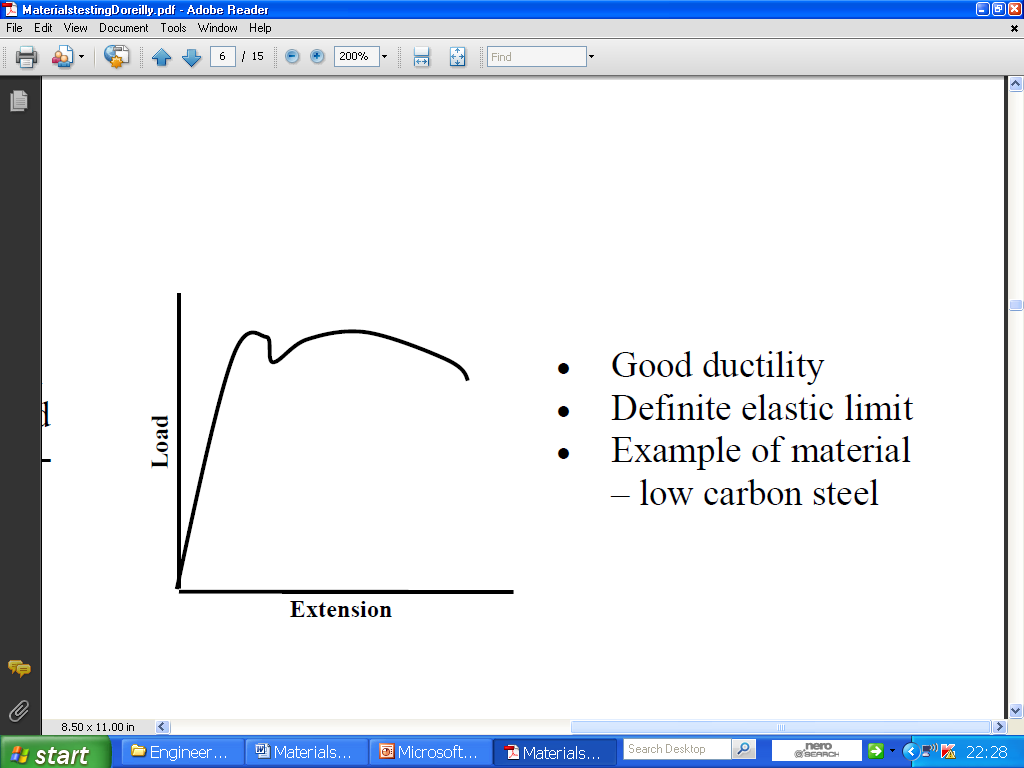 MaterialstestingDoreilly.pdf - Adobe Reader
File Edit View Document Tools Window Help
6 / 15 200% Find
d
Load
Extension
• Good ductility
• Definite elastic limit
• Example of material
– low carbon steel
8.50 x 11.00 in
start Engineer... Materials... Microsoft... Materials... Search Desktop nero SEARCH 22:28